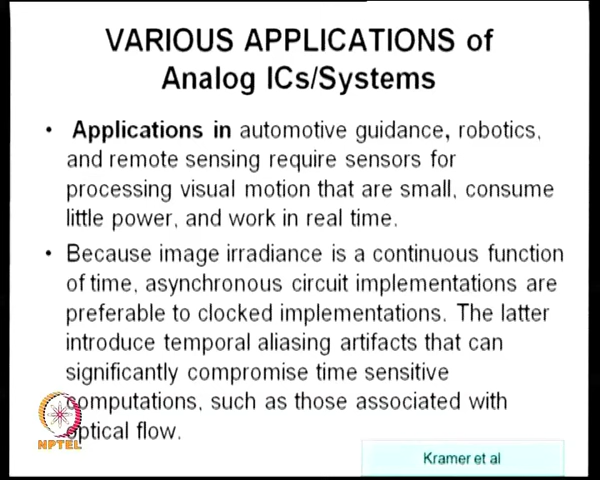 VARIOUS APPLICATIONS of
Analog ICs/Systems
• Applications in automotive guidance, robotics,
and remote sensing require sensors for
processing visual motion that are small, consume
little power, and work in real time.
• Because image irradiance is a continuous function
of time, asynchronous circuit implementations are
preferable to clocked implementations. The latter
introduce temporal aliasing artifacts that can
significantly compromise time sensitive
computations, such as those associated with
optical flow.
NPTEL
Kramer et al